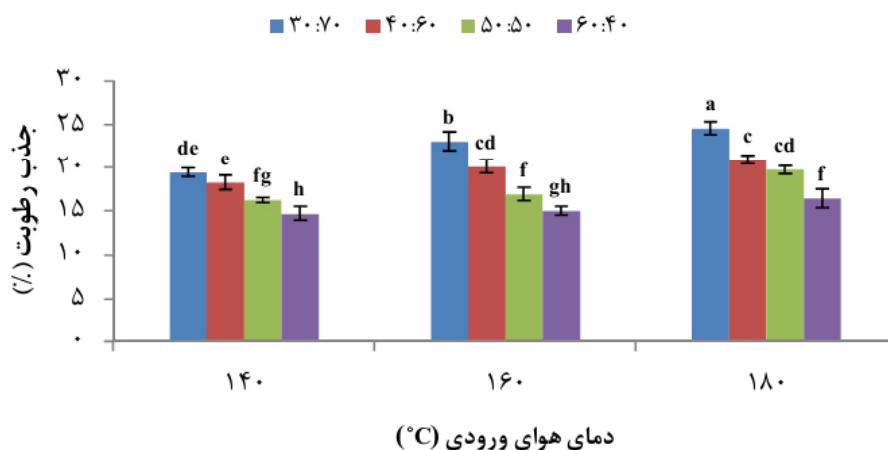 ۳۰:۷۰ ۴۰:۶۰ ۵۰:۵۰ ۶۰:۴۰
جذب رطوبت (٪)
۳۰
۲۵
۲۰
۱۵
۱۰
۵
۰
de e fg h
b cd f gh
a c cd f
۱۴۰ ۱۶۰ ۱۸۰
دمای هوای ورودی (°C)